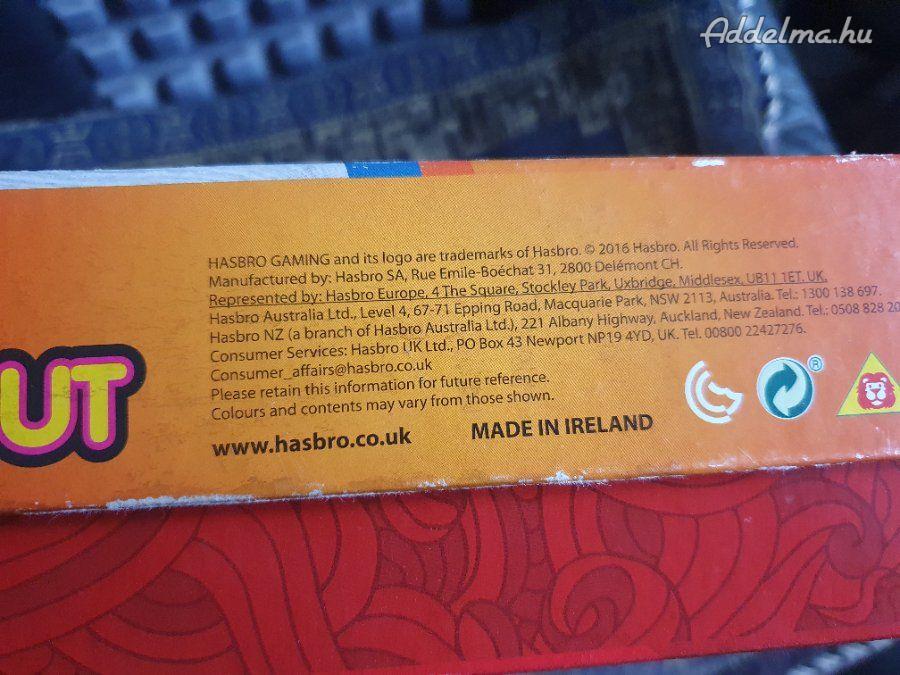 Addelma.hu
HASBRO GAMING and its logo are trademarks of Hasbro. © 2016 Hasbro. All Rights Reserved.
Manufactured by: Hasbro SA, Rue Emile-Boéchat 31, 2800 Delémont CH.
Represented by: Hasbro Europe, 4 The Square, Stockley Park, Uxbridge, Middlesex, UB11 1ET. UK.
Hasbro Australia Ltd., Level 4, 67-71 Epping Road, Macquarie Park, NSW 2113, Australia. Tel.: 1300 138 697.
Hasbro NZ (a branch of Hasbro Australia Ltd.), 221 Albany Highway, Auckland, New Zealand. Tel.: 0508 828 20
Consumer Services: Hasbro UK Ltd., PO Box 43 Newport NP19 4YD, UK. Tel. 00800 22427276.
Consumer_affairs@hasbro.co.uk
Please retain this information for future reference.
Colours and contents may vary from those shown.
UT
www.hasbro.co.uk MADE IN IRELAND
®